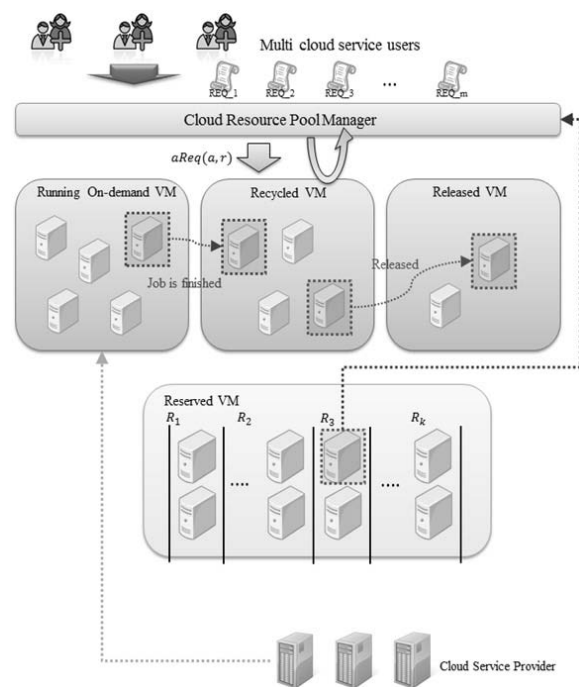 Multi cloud service users
REQ_1 REQ_2 REQ_3 ... REQ_m
Cloud Resource Pool Manager
aReq(a,r)
Running On-demand VM
Recycled VM
Released VM
Job is finished
Released
Reserved VM
R1 R2 R3 Rk
.... ....
Cloud Service Provider